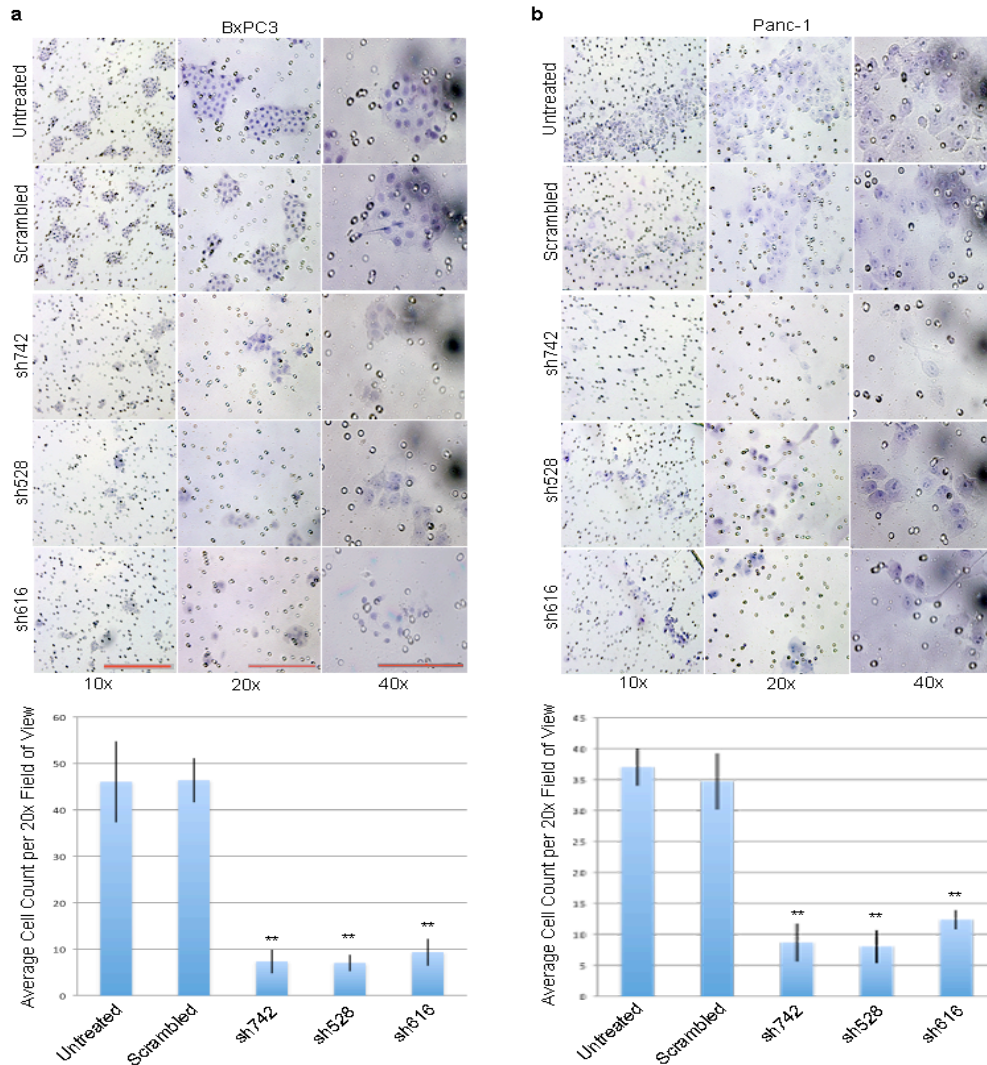 a
BxPC3
Untreated
Scrambled
sh742
sh528
sh616
10x 20x 40x
Average Cell Count per 20x Field of View
60
50
40
30
20
10
0
** ** **
Untreated Scrambled sh742 sh528 sh616
b
Panc-1
Untreated
Scrambled
sh742
sh528
sh616
10x 20x 40x
Average Cell Count per 20x Field of View
45
40
35
30
25
20
15
10
5
0
** ** **
Untreated Scrambled sh742 sh528 sh616